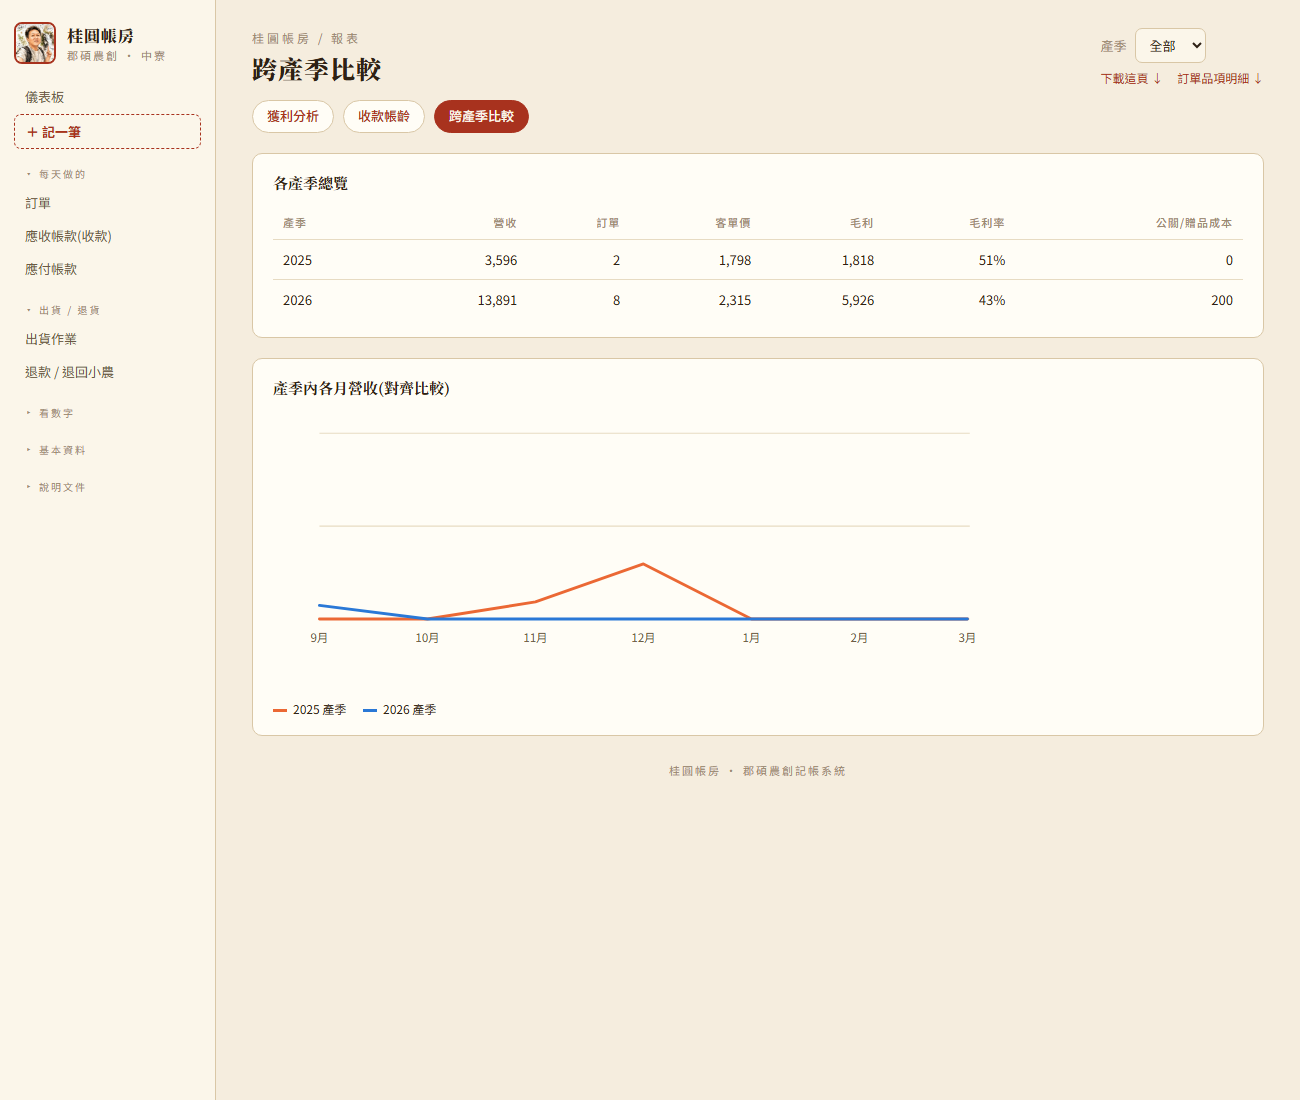 桂圓帳房
郡碩農創 · 中寮
儀表板
＋ 記一筆
每天做的
訂單
應收帳款(收款)
應付帳款
出貨 / 退貨
出貨作業
退款 / 退回小農
看數字
基本資料
說明文件
桂圓帳房 / 報表
跨產季比較
產季 全部
下載這頁 ↓ 訂單品項明細 ↓
獲利分析 收款帳齡 跨產季比較
各產季總覽
產季 營收 訂單 客單價 毛利 毛利率 公關/贈品成本
2025 3,596 2 1,798 1,818 51% 0
2026 13,891 8 2,315 5,926 43% 200
產季內各月營收(對齊比較)
9月 10月 11月 12月 1月 2月 3月
2025 產季 2026 產季
桂圓帳房 · 郡碩農創記帳系統